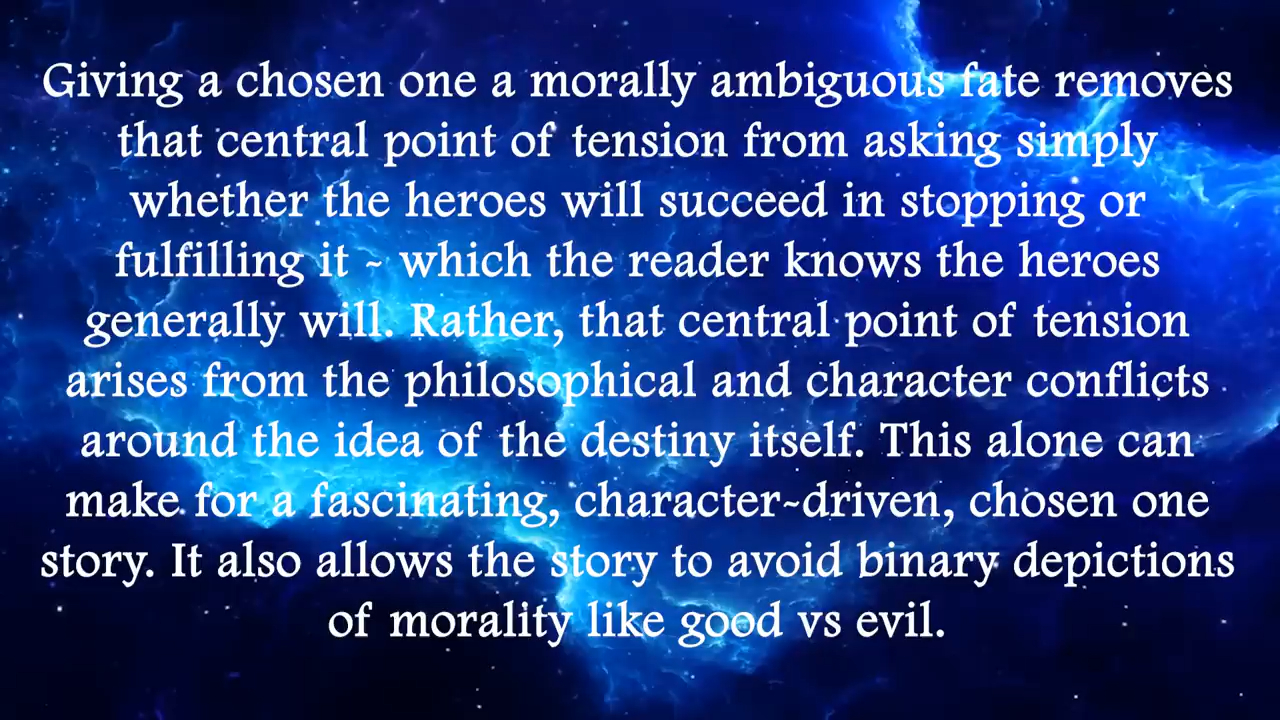 Giving a chosen one a morally ambiguous fate removes
that central point of tension from asking simply
whether the heroes will succeed in stopping or
fulfilling it ~ which the reader knows the heroes
generally will. Rather, that central point of tension
arises from the philosophical and character conflicts
around the idea of the destiny itself. This alone can
make for a fascinating, character-driven, chosen one
story. It also allows the story to avoid binary depictions
of morality like good vs evil.